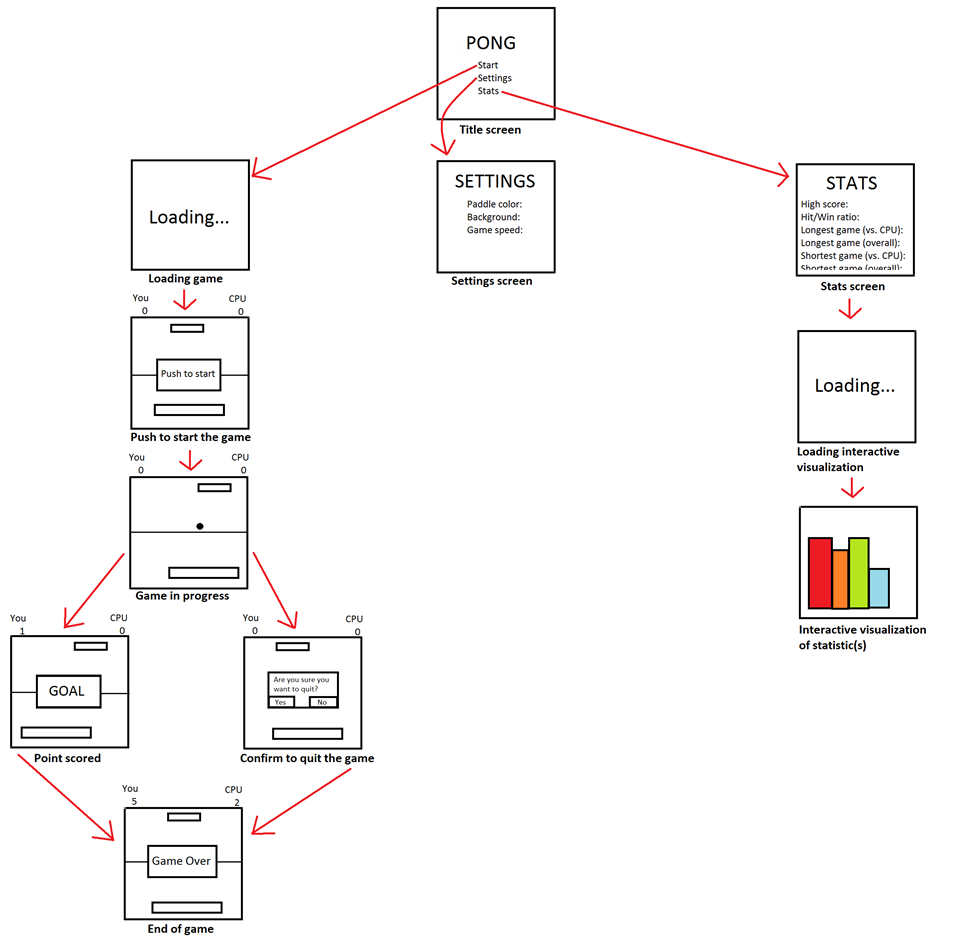 PONG
Start
Settings
Stats
Title screen
Loading...
Loading game
SETTINGS
Paddle color:
Background:
Game speed:
Settings screen
STATS
High score:
Hit/Win ratio:
Longest game (vs. CPU):
Longest game (overall):
Shortest game (vs. CPU):
Shortest game (overall):
Stats screen
You CPU
0 0
Push to start
Push to start the game
Loading...
Loading interactive
visualization
You CPU
0 0
Game in progress
Interactive visualization
of statistic(s)
You CPU
1 0
GOAL
Point scored
You CPU
0 0
Are you sure you
want to quit?
Yes No
Confirm to quit the game
You CPU
5 2
Game Over
End of game